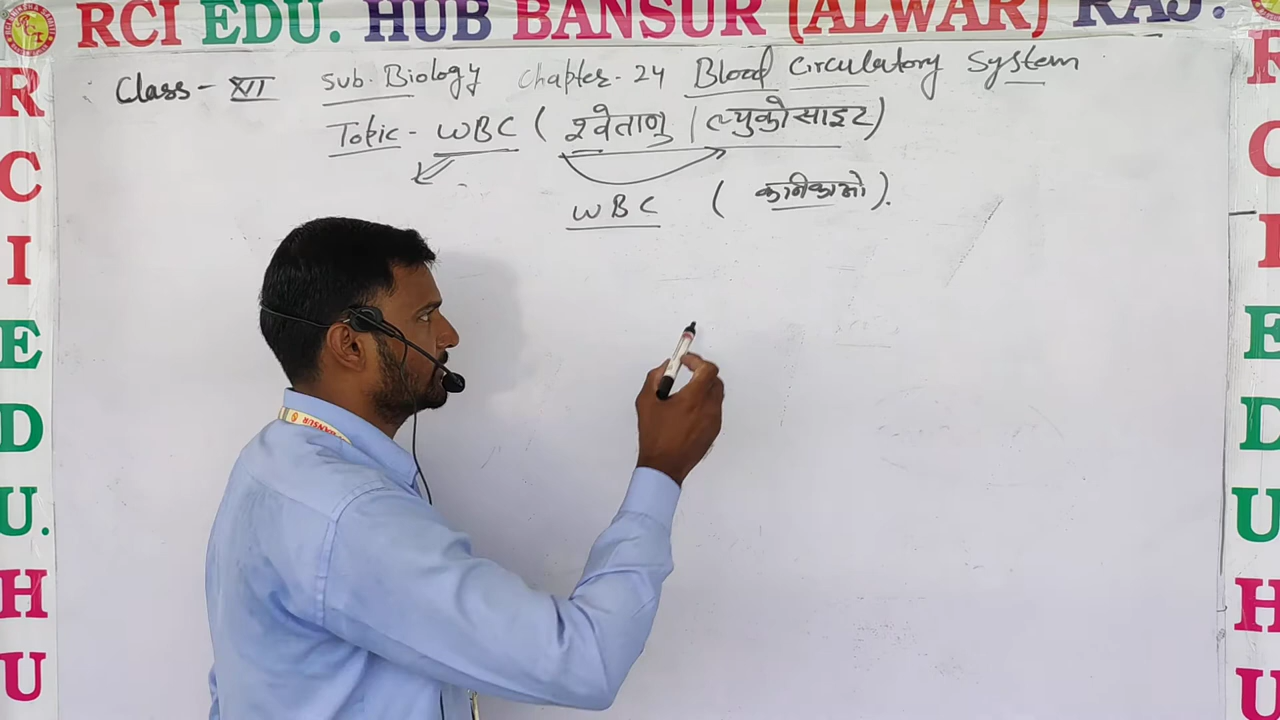 RCI EDU. HUB BANSUR (ALWAR) RAJ.
Class - XII Sub. Biology Chapter - 24 Blood Circulatory System
Topic - WBC ( श्वेताणु / ल्युकोसाइट )
WBC ( कणिकाओ ).
R
C
I
E
D
U.
H
U
R
C
I
E
D
U
H
U
BANSUR